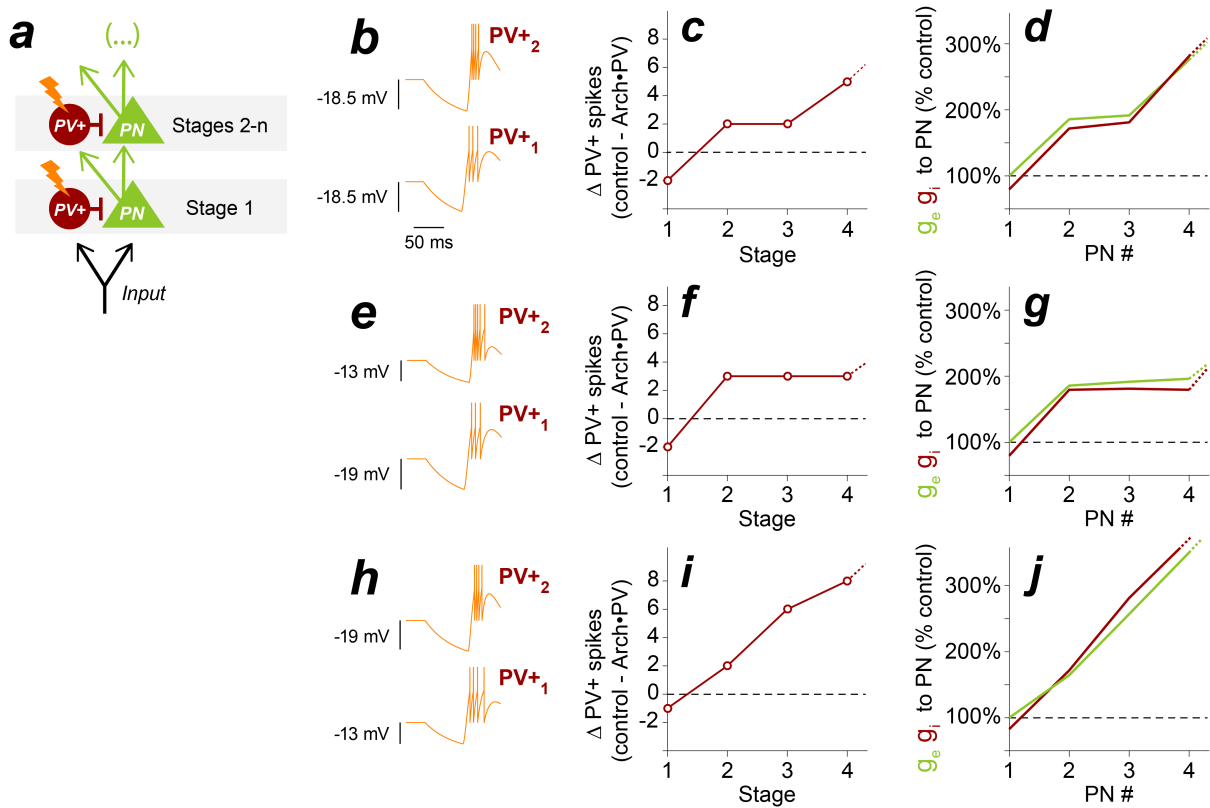 a
(...)
PV+
PN
Stages 2-n
PV+
PN
Stage 1
Input
b
PV+2
-18.5 mV
PV+1
-18.5 mV
50 ms
c
Δ PV+ spikes
(control - Arch•PV)
8
6
4
2
0
-2
1 2 3 4
Stage
d
ge gi to PN (% control)
300%
200%
100%
1 2 3 4
PN #
e
PV+2
-13 mV
PV+1
-19 mV
f
Δ PV+ spikes
(control - Arch•PV)
8
6
4
2
0
-2
1 2 3 4
Stage
g
ge gi to PN (% control)
300%
200%
100%
1 2 3 4
PN #
h
PV+2
-19 mV
PV+1
-13 mV
i
Δ PV+ spikes
(control - Arch•PV)
8
6
4
2
0
-2
1 2 3 4
Stage
j
ge gi to PN (% control)
300%
200%
100%
1 2 3 4
PN #